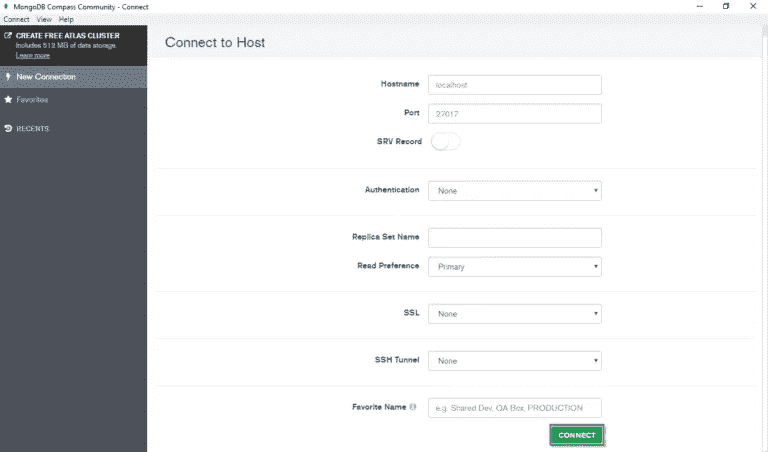 MongoDB Compass Community - Connect
Connect View Help
CREATE FREE ATLAS CLUSTER
Includes 512 MG of data storage.
Learn more
New Connection
Favorites
RECENTS
Connect to Host
Hostname localhost
Port 27017
SRV Record
Authentication None
Replica Set Name
Read Preference Primary
SSL None
SSH Tunnel None
Favorite Name e.g. Shared Dev, QA Box, PRODUCTION
CONNECT